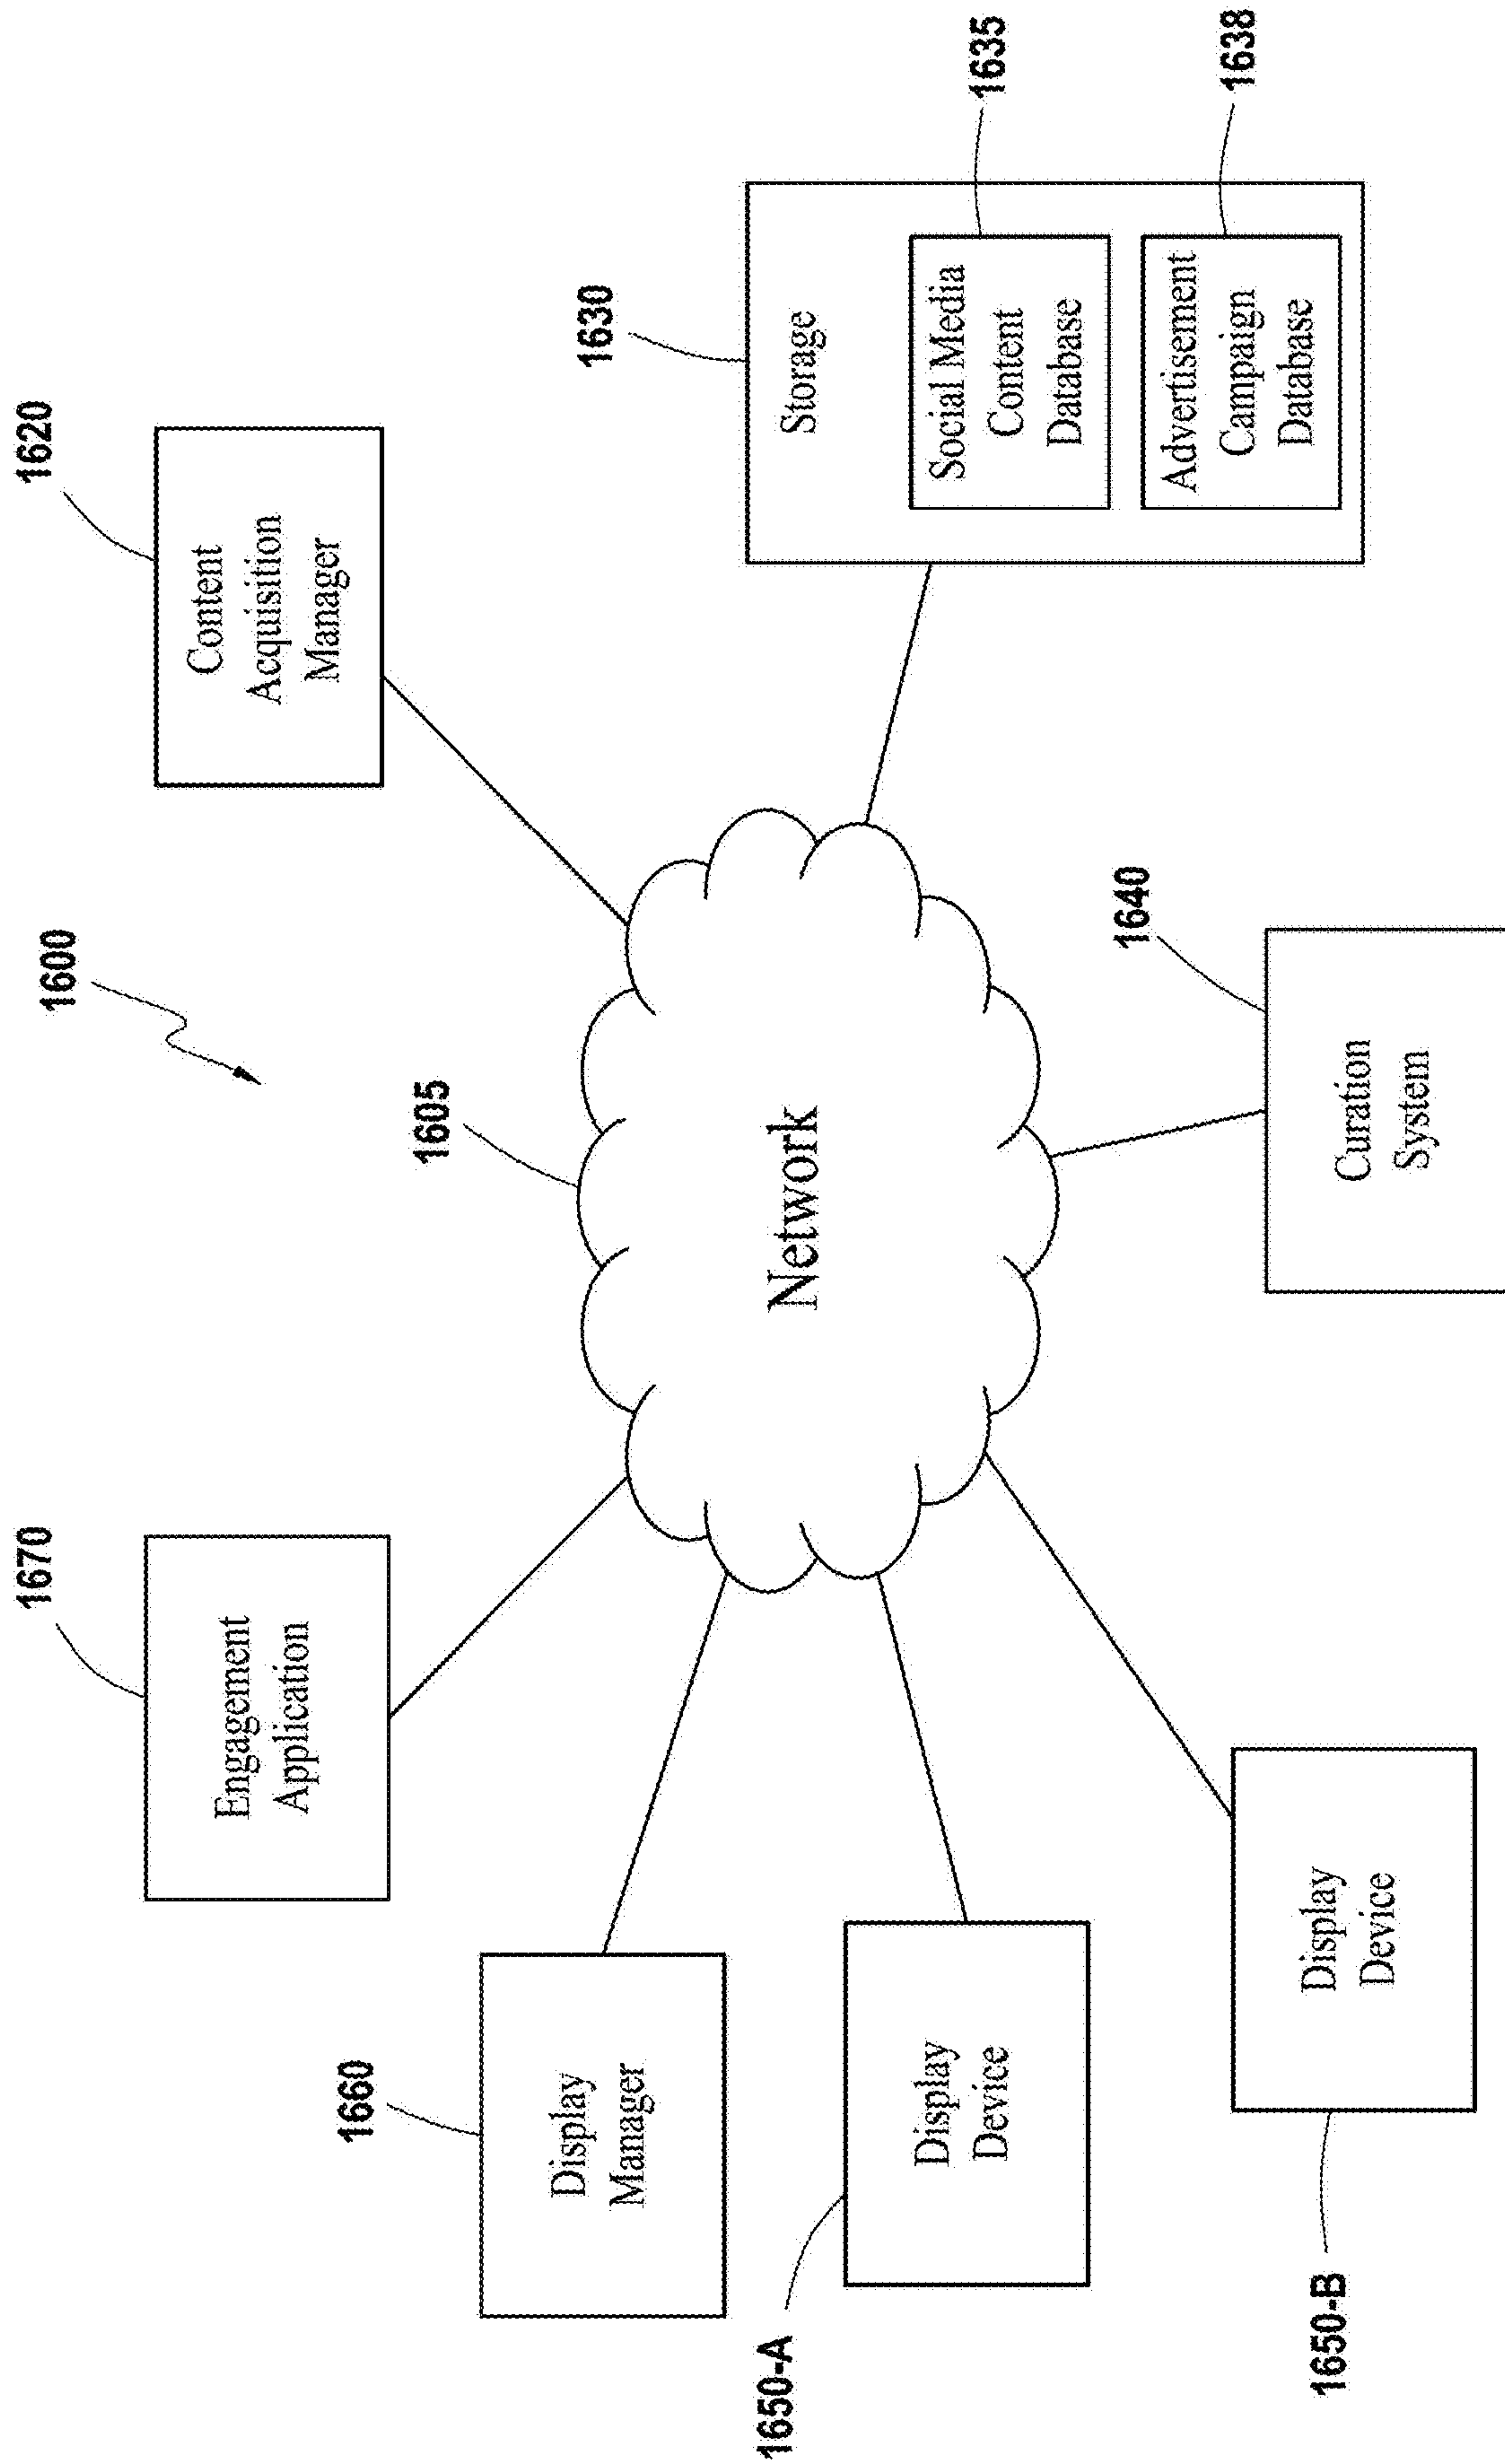 1600
1670
Engagement
Application
1620
Content
Acquisition
Manager
1605
Network
1660
Display
Manager
1630
Storage
1635
Social Media
Content
Database
1638
Advertisement
Campaign
Database
1650-A
Display
Device
1650-B
Display
Device
1640
Curation
System